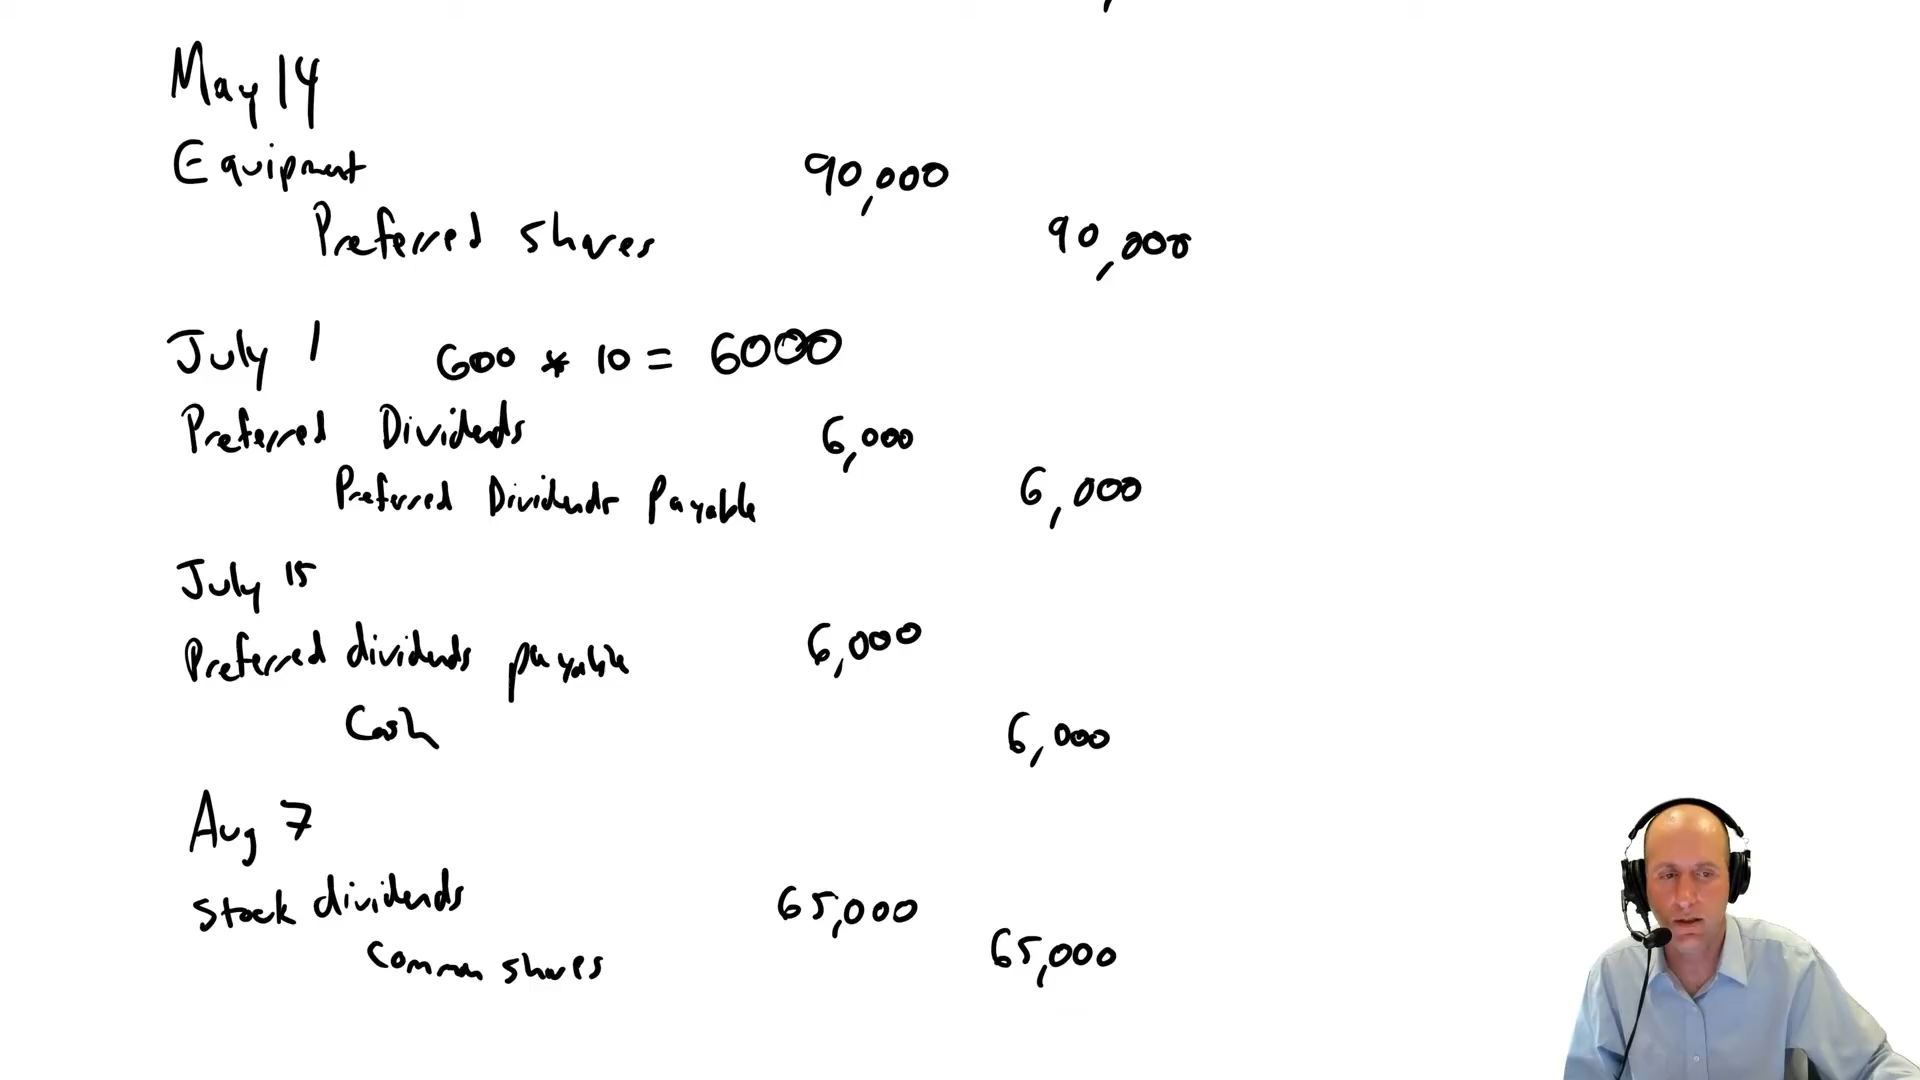 May 14
Equipment 90,000
Preferred shares 90,000
July 1 600 * 10 = 6000
Preferred Dividends 6,000
Preferred Dividends Payable 6,000
July 15
Preferred dividends payable 6,000
Cash 6,000
Aug 7
Stock dividends 65,000
Common shares 65,000